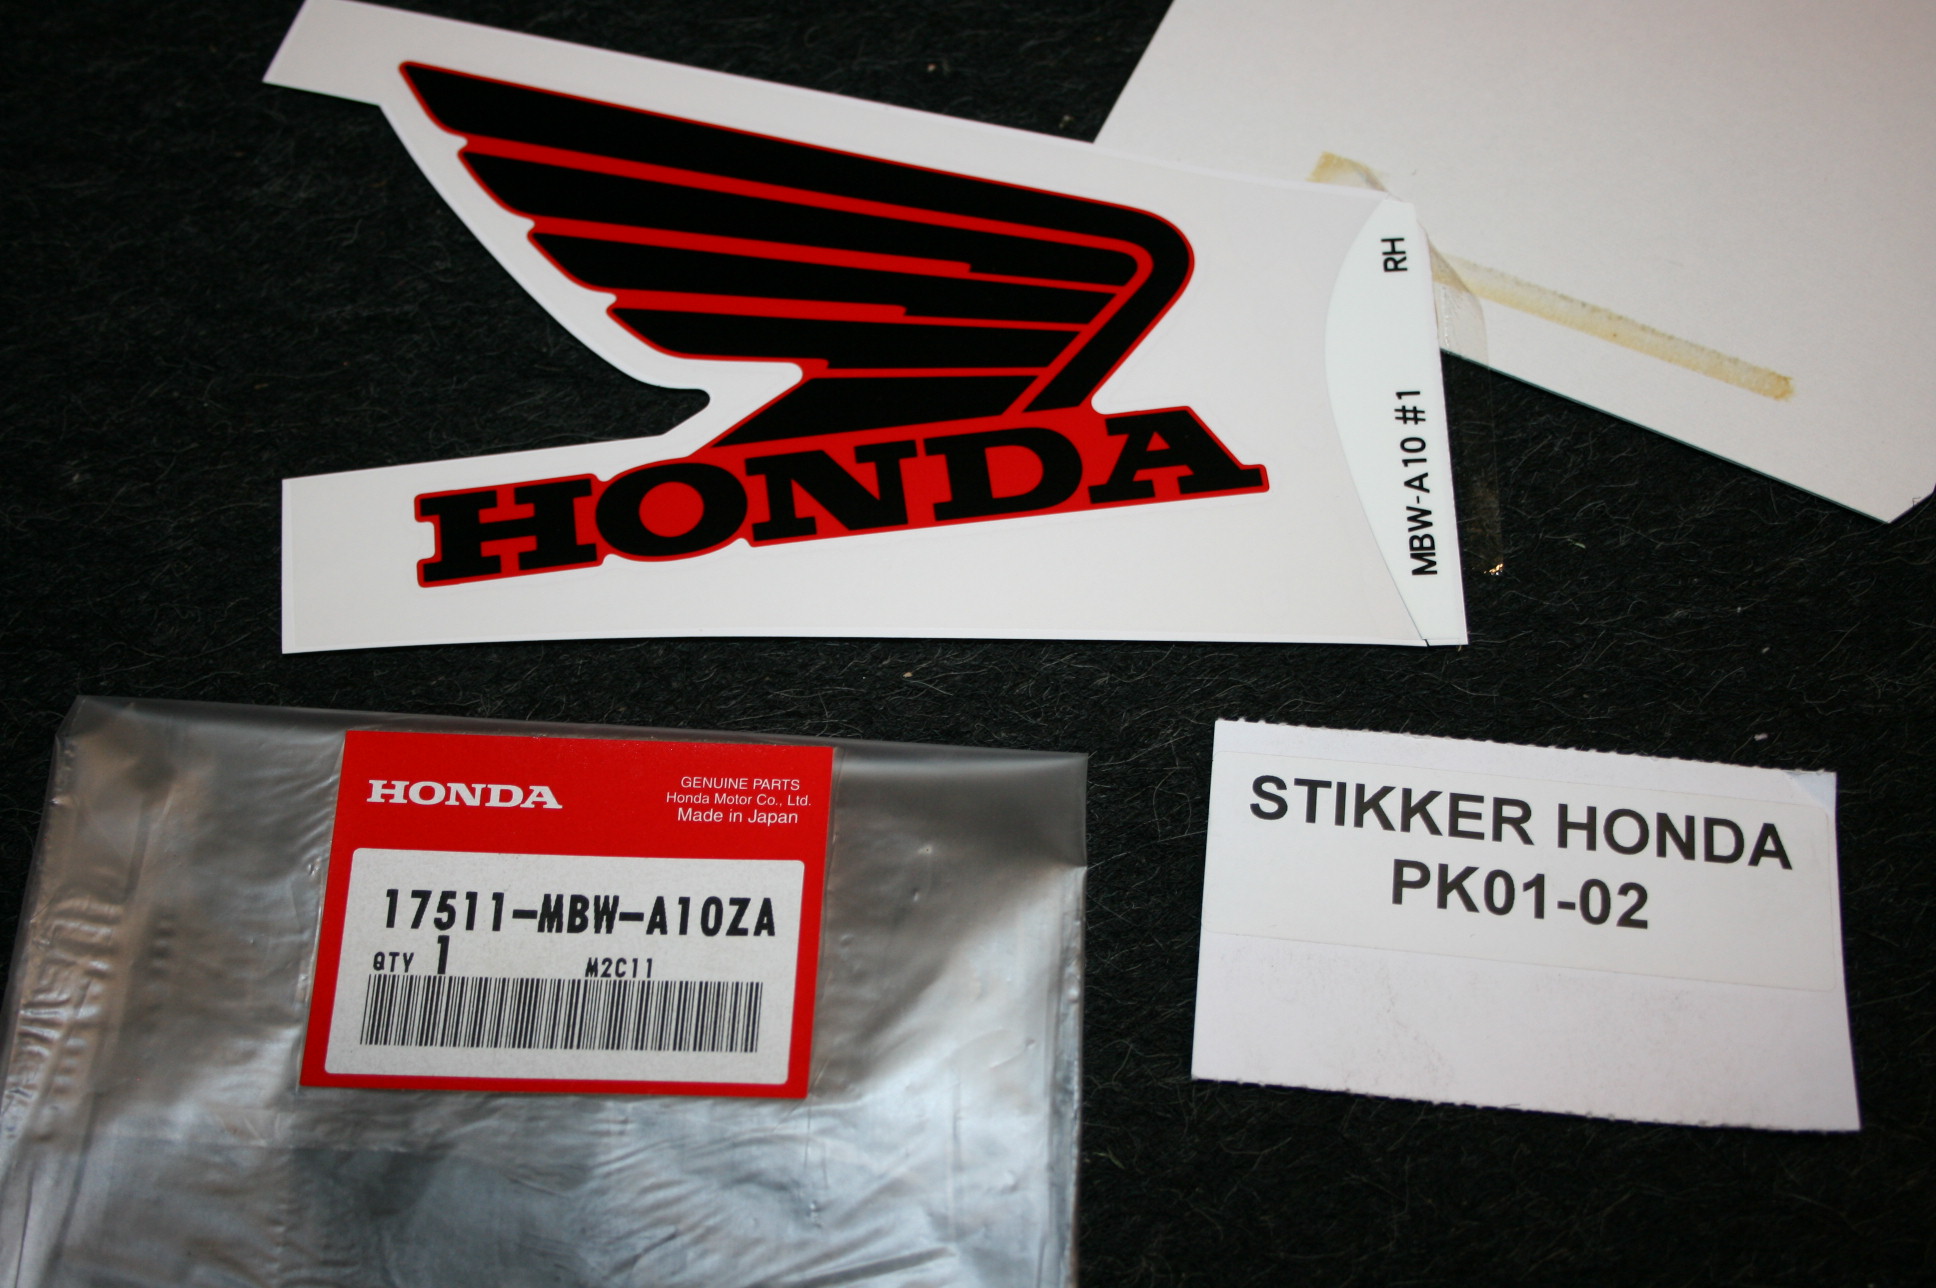 HONDA
RH
MBW-A10 #1
HONDA
GENUINE PARTS
Honda Motor Co., Ltd.
Made in Japan
17511-MBW-A10ZA
QTY 1 M2C11
STIKKER HONDA
PK01-02